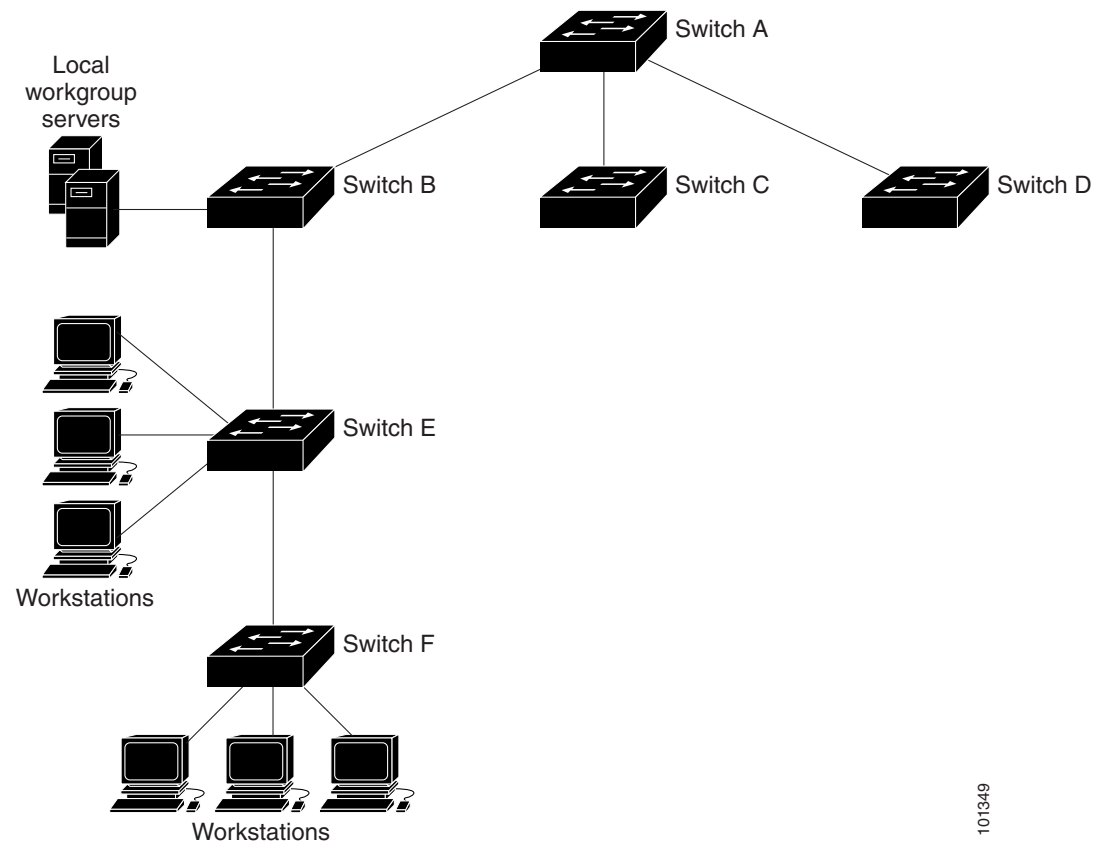 Switch A
Local
workgroup
servers
Switch B
Switch C
Switch D
Switch E
Workstations
Switch F
Workstations
101349